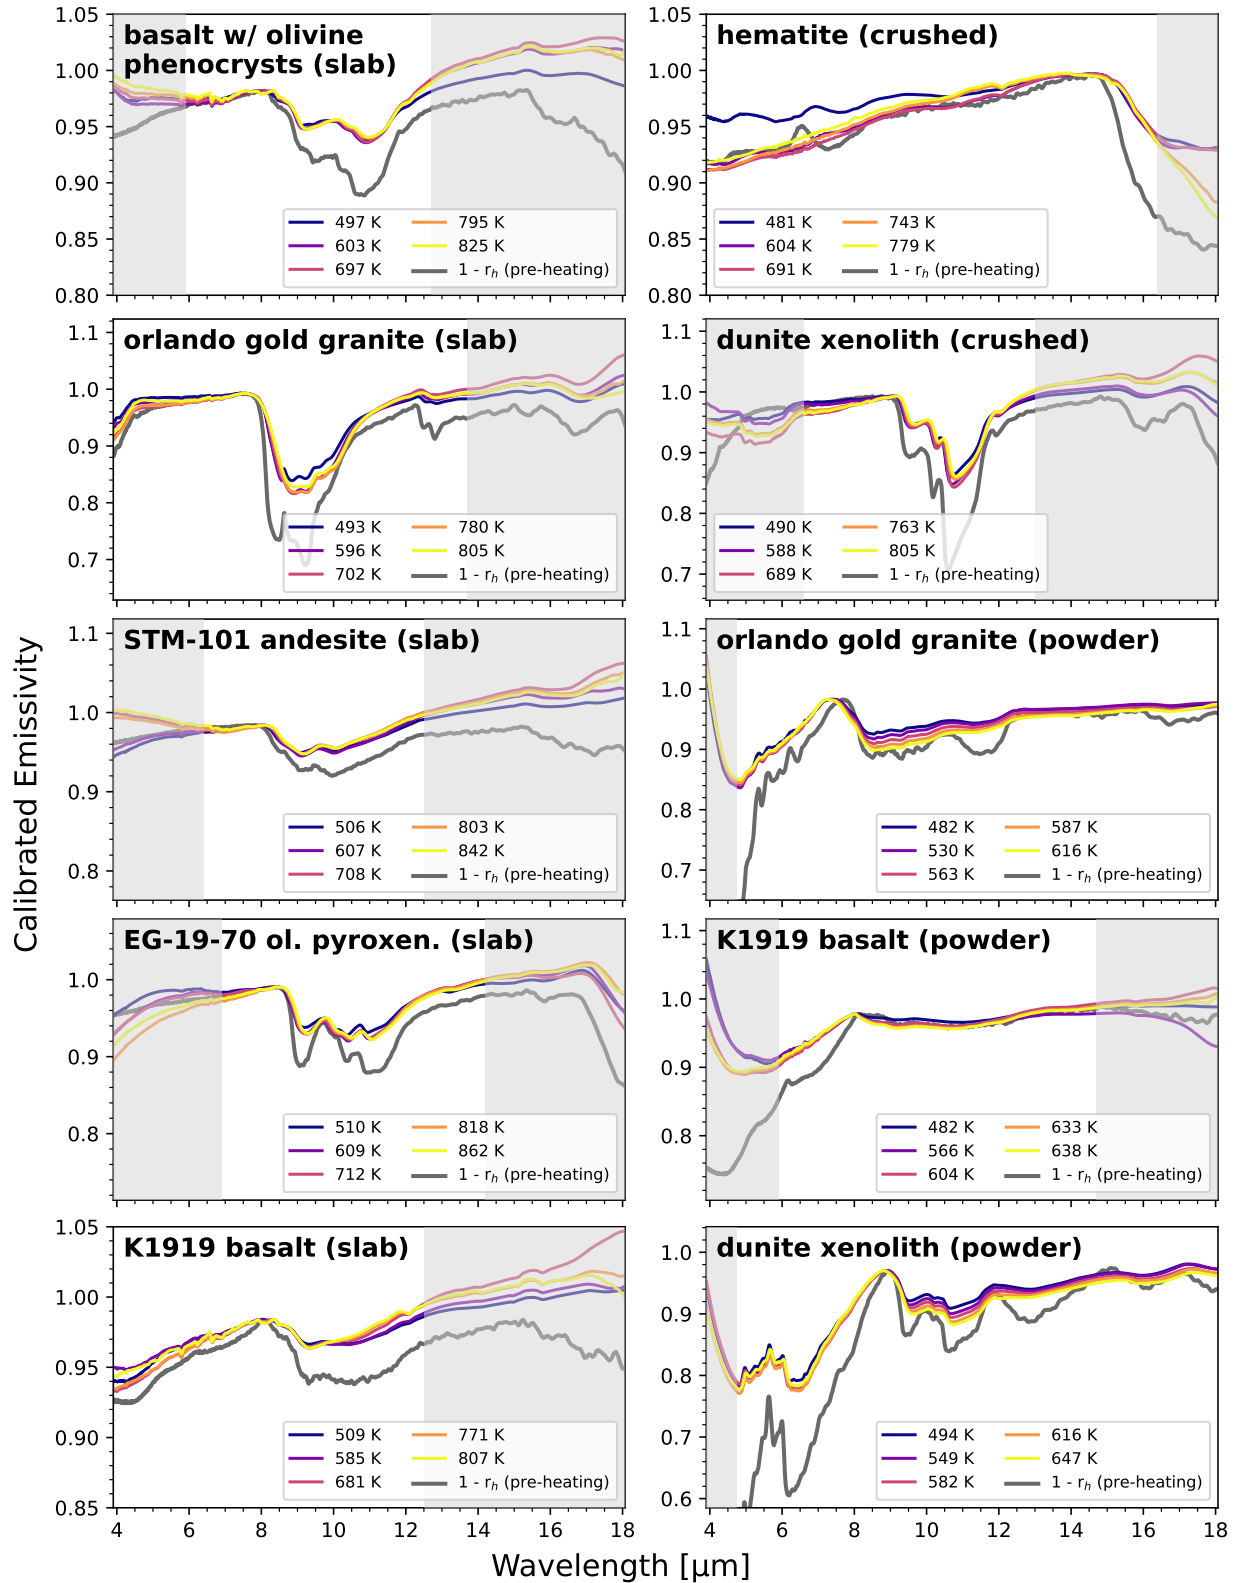 Calibrated Emissivity
basalt w/ olivine
phenocrysts (slab)
1.05
1.00
0.95
0.90
0.85
0.80
497 K
603 K
697 K
795 K
825 K
1 - rₕ (pre-heating)
hematite (crushed)
1.05
1.00
0.95
0.90
0.85
0.80
481 K
604 K
691 K
743 K
779 K
1 - rₕ (pre-heating)
orlando gold granite (slab)
1.1
1.0
0.9
0.8
0.7
493 K
596 K
702 K
780 K
805 K
1 - rₕ (pre-heating)
dunite xenolith (crushed)
1.1
1.0
0.9
0.8
0.7
490 K
588 K
689 K
763 K
805 K
1 - rₕ (pre-heating)
STM-101 andesite (slab)
1.1
1.0
0.9
0.8
506 K
607 K
708 K
803 K
842 K
1 - rₕ (pre-heating)
orlando gold granite (powder)
1.1
1.0
0.9
0.8
0.7
482 K
530 K
563 K
587 K
616 K
1 - rₕ (pre-heating)
EG-19-70 ol. pyroxen. (slab)
1.0
0.9
0.8
510 K
609 K
712 K
818 K
862 K
1 - rₕ (pre-heating)
K1919 basalt (powder)
1.1
1.0
0.9
0.8
482 K
566 K
604 K
633 K
638 K
1 - rₕ (pre-heating)
K1919 basalt (slab)
1.05
1.00
0.95
0.90
0.85
509 K
585 K
681 K
771 K
807 K
1 - rₕ (pre-heating)
4 6 8 10 12 14 16 18
dunite xenolith (powder)
1.0
0.9
0.8
0.7
0.6
494 K
549 K
582 K
616 K
647 K
1 - rₕ (pre-heating)
4 6 8 10 12 14 16 18
Wavelength [μm]